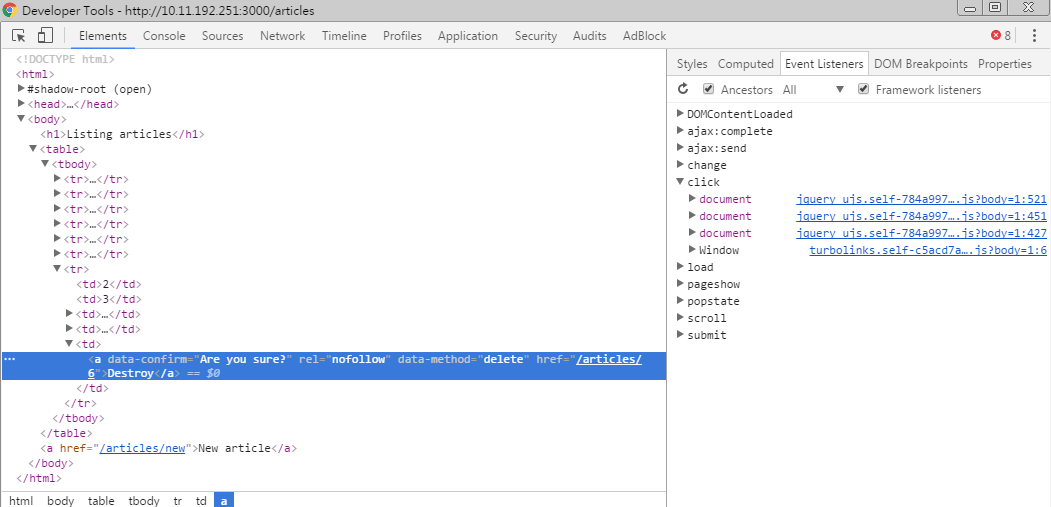 Developer Tools - http://10.11.192.251:3000/articles
Elements Console Sources Network Timeline Profiles Application Security Audits AdBlock 8
<!DOCTYPE html>
<html>
#shadow-root (open)
<head>…</head>
<body>
<h1>Listing articles</h1>
<table>
<tbody>
<tr>…</tr>
<tr>…</tr>
<tr>…</tr>
<tr>…</tr>
<tr>…</tr>
<tr>…</tr>
<tr>
<td>2</td>
<td>3</td>
<td>…</td>
<td>…</td>
<td>
<a data-confirm="Are you sure?" rel="nofollow" data-method="delete" href="/articles/
6">Destroy</a> == $0
</td>
</tr>
</tbody>
</table>
<a href="/articles/new">New article</a>
</body>
</html>
html body table tbody tr td a
Styles Computed Event Listeners DOM Breakpoints Properties
Ancestors All Framework listeners
DOMContentLoaded
ajax:complete
ajax:send
change
click
document jquery_ujs.self-784a997….js?body=1:521
document jquery_ujs.self-784a997….js?body=1:451
document jquery_ujs.self-784a997….js?body=1:427
Window turbolinks.self-c5acd7a….js?body=1:6
load
pageshow
popstate
scroll
submit